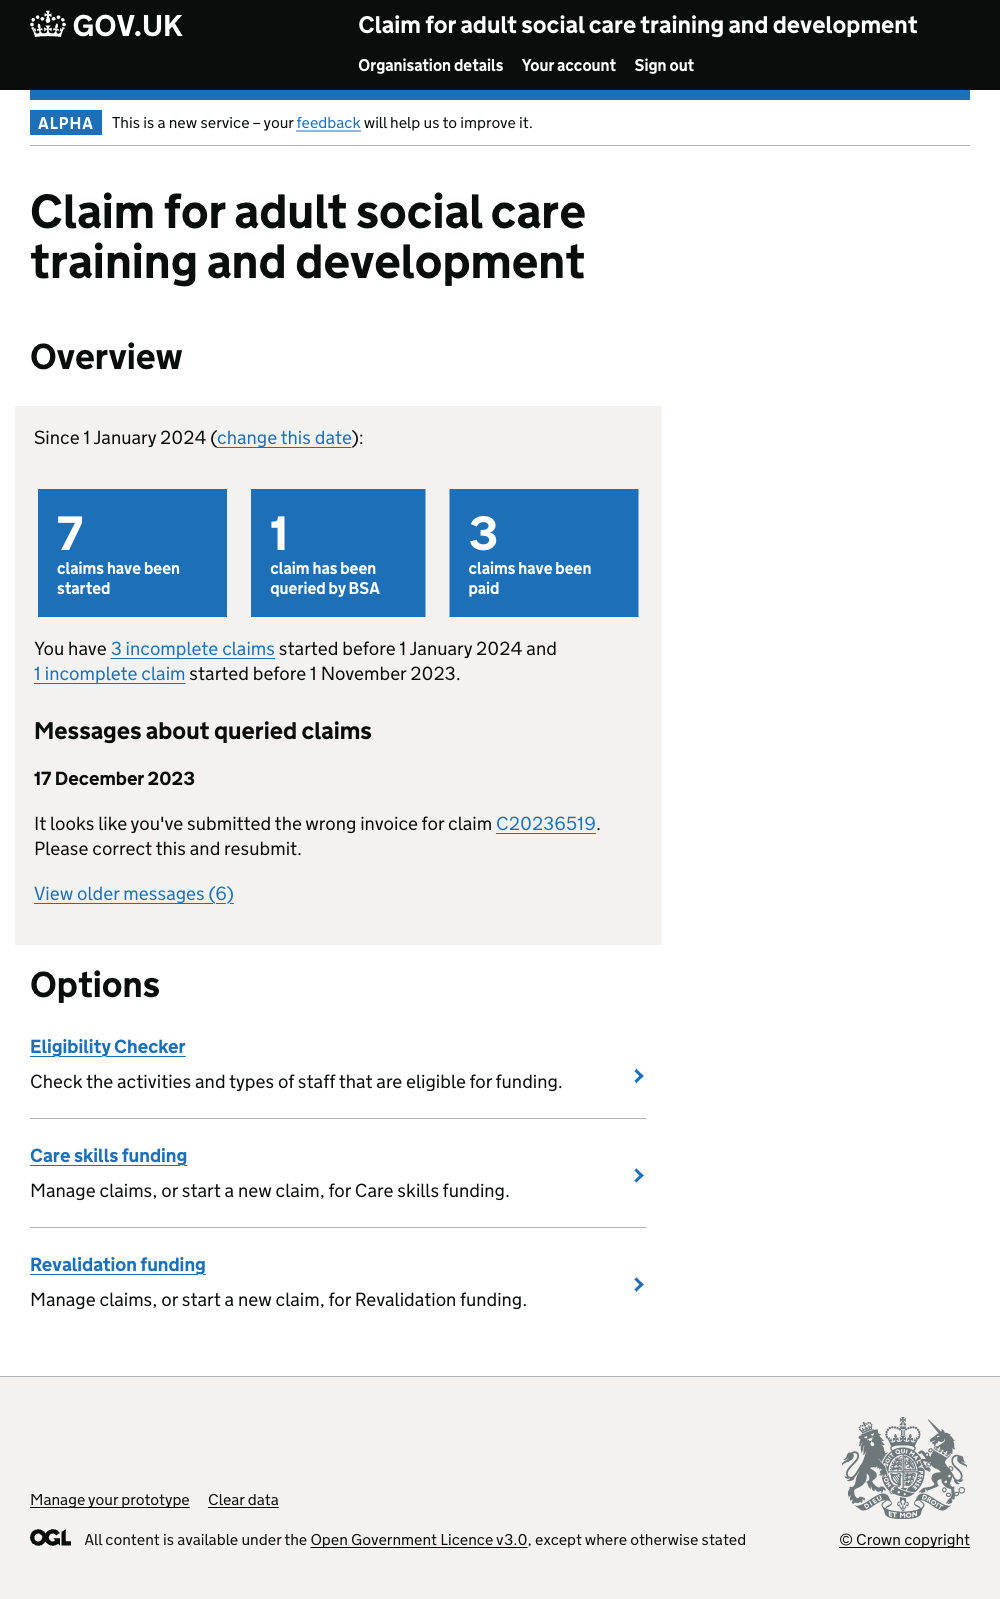 GOV.UK
Claim for adult social care training and development
Organisation details Your account Sign out
ALPHA This is a new service – your feedback will help us to improve it.
Claim for adult social care
training and development
Overview
Since 1 January 2024 (change this date):
7
claims have been
started
1
claim has been
queried by BSA
3
claims have been
paid
You have 3 incomplete claims started before 1 January 2024 and
1 incomplete claim started before 1 November 2023.
Messages about queried claims
17 December 2023
It looks like you've submitted the wrong invoice for claim C20236519.
Please correct this and resubmit.
View older messages (6)
Options
Eligibility Checker
Check the activities and types of staff that are eligible for funding.
Care skills funding
Manage claims, or start a new claim, for Care skills funding.
Revalidation funding
Manage claims, or start a new claim, for Revalidation funding.
Manage your prototype Clear data
OGL All content is available under the Open Government Licence v3.0, except where otherwise stated
DIEU ET MON DROIT
© Crown copyright